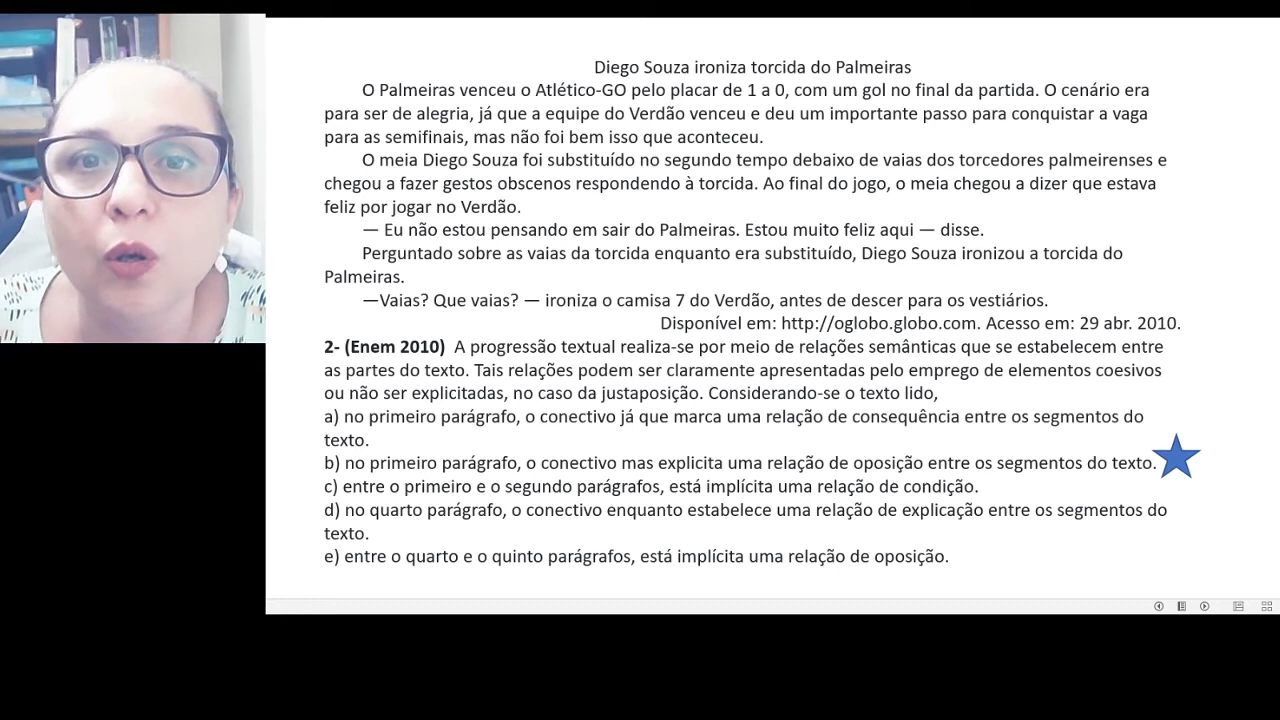 Diego Souza ironiza torcida do Palmeiras
O Palmeiras venceu o Atlético-GO pelo placar de 1 a 0, com um gol no final da partida. O cenário era
para ser de alegria, já que a equipe do Verdão venceu e deu um importante passo para conquistar a vaga
para as semifinais, mas não foi bem isso que aconteceu.
O meia Diego Souza foi substituído no segundo tempo debaixo de vaias dos torcedores palmeirenses e
chegou a fazer gestos obscenos respondendo à torcida. Ao final do jogo, o meia chegou a dizer que estava
feliz por jogar no Verdão.
— Eu não estou pensando em sair do Palmeiras. Estou muito feliz aqui — disse.
Perguntado sobre as vaias da torcida enquanto era substituído, Diego Souza ironizou a torcida do
Palmeiras.
—Vaias? Que vaias? — ironiza o camisa 7 do Verdão, antes de descer para os vestiários.
Disponível em: http://oglobo.globo.com. Acesso em: 29 abr. 2010.
2- (Enem 2010) A progressão textual realiza-se por meio de relações semânticas que se estabelecem entre
as partes do texto. Tais relações podem ser claramente apresentadas pelo emprego de elementos coesivos
ou não ser explicitadas, no caso da justaposição. Considerando-se o texto lido,
a) no primeiro parágrafo, o conectivo já que marca uma relação de consequência entre os segmentos do
texto.
b) no primeiro parágrafo, o conectivo mas explicita uma relação de oposição entre os segmentos do texto.
c) entre o primeiro e o segundo parágrafos, está implícita uma relação de condição.
d) no quarto parágrafo, o conectivo enquanto estabelece uma relação de explicação entre os segmentos do
texto.
e) entre o quarto e o quinto parágrafos, está implícita uma relação de oposição.